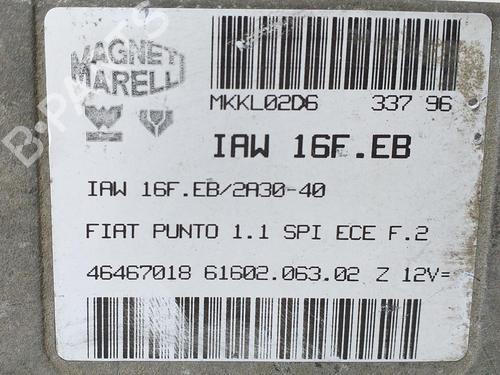 MAGNETI
MARELLI
MKKL02D6 337 96
IAW 16F.EB
IAW 16F.EB/2A30-40
FIAT PUNTO 1.1 SPI ECE F.2
46467018 61602.063.02 Z 12V=
B-PARTS